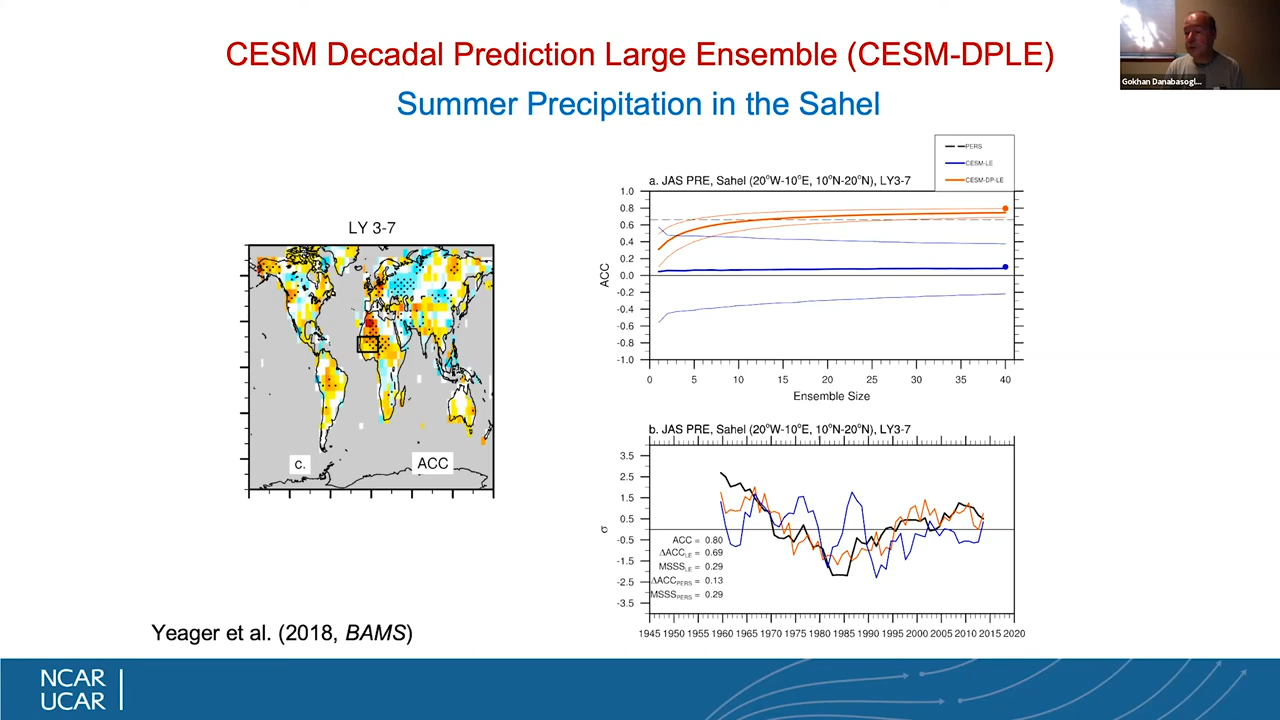 CESM Decadal Prediction Large Ensemble (CESM-DPLE)
Summer Precipitation in the Sahel
Gokhan Danabasogl...
LY 3-7
c.
ACC
PERS
CESM-LE
CESM-DP-LE
a. JAS PRE, Sahel (20°W-10°E, 10°N-20°N), LY3-7
1.0
0.8
0.6
0.4
0.2
0.0
-0.2
-0.4
-0.6
-0.8
-1.0
ACC
0 5 10 15 20 25 30 35 40
Ensemble Size
b. JAS PRE, Sahel (20°W-10°E, 10°N-20°N), LY3-7
3.5
2.5
1.5
0.5
-0.5
-1.5
-2.5
-3.5
σ
ACC = 0.80
ΔACC_LE = 0.69
MSSS_LE = 0.29
ΔACC_PERS = 0.13
MSSS_PERS = 0.29
1945 1950 1955 1960 1965 1970 1975 1980 1985 1990 1995 2000 2005 2010 2015 2020
Yeager et al. (2018, BAMS)
NCAR
UCAR